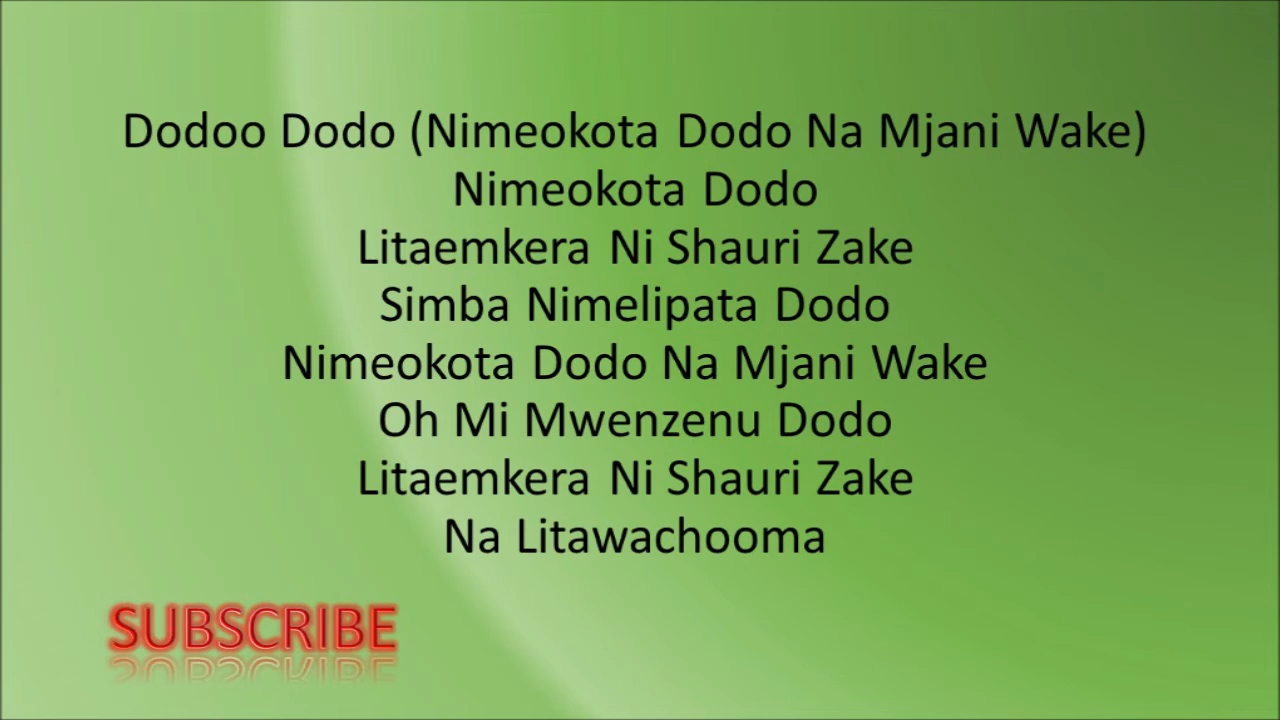 Dodoo Dodo (Nimeokota Dodo Na Mjani Wake)
Nimeokota Dodo
Litaemkera Ni Shauri Zake
Simba Nimelipata Dodo
Nimeokota Dodo Na Mjani Wake
Oh Mi Mwenzenu Dodo
Litaemkera Ni Shauri Zake
Na Litawachooma
SUBSCRIBE